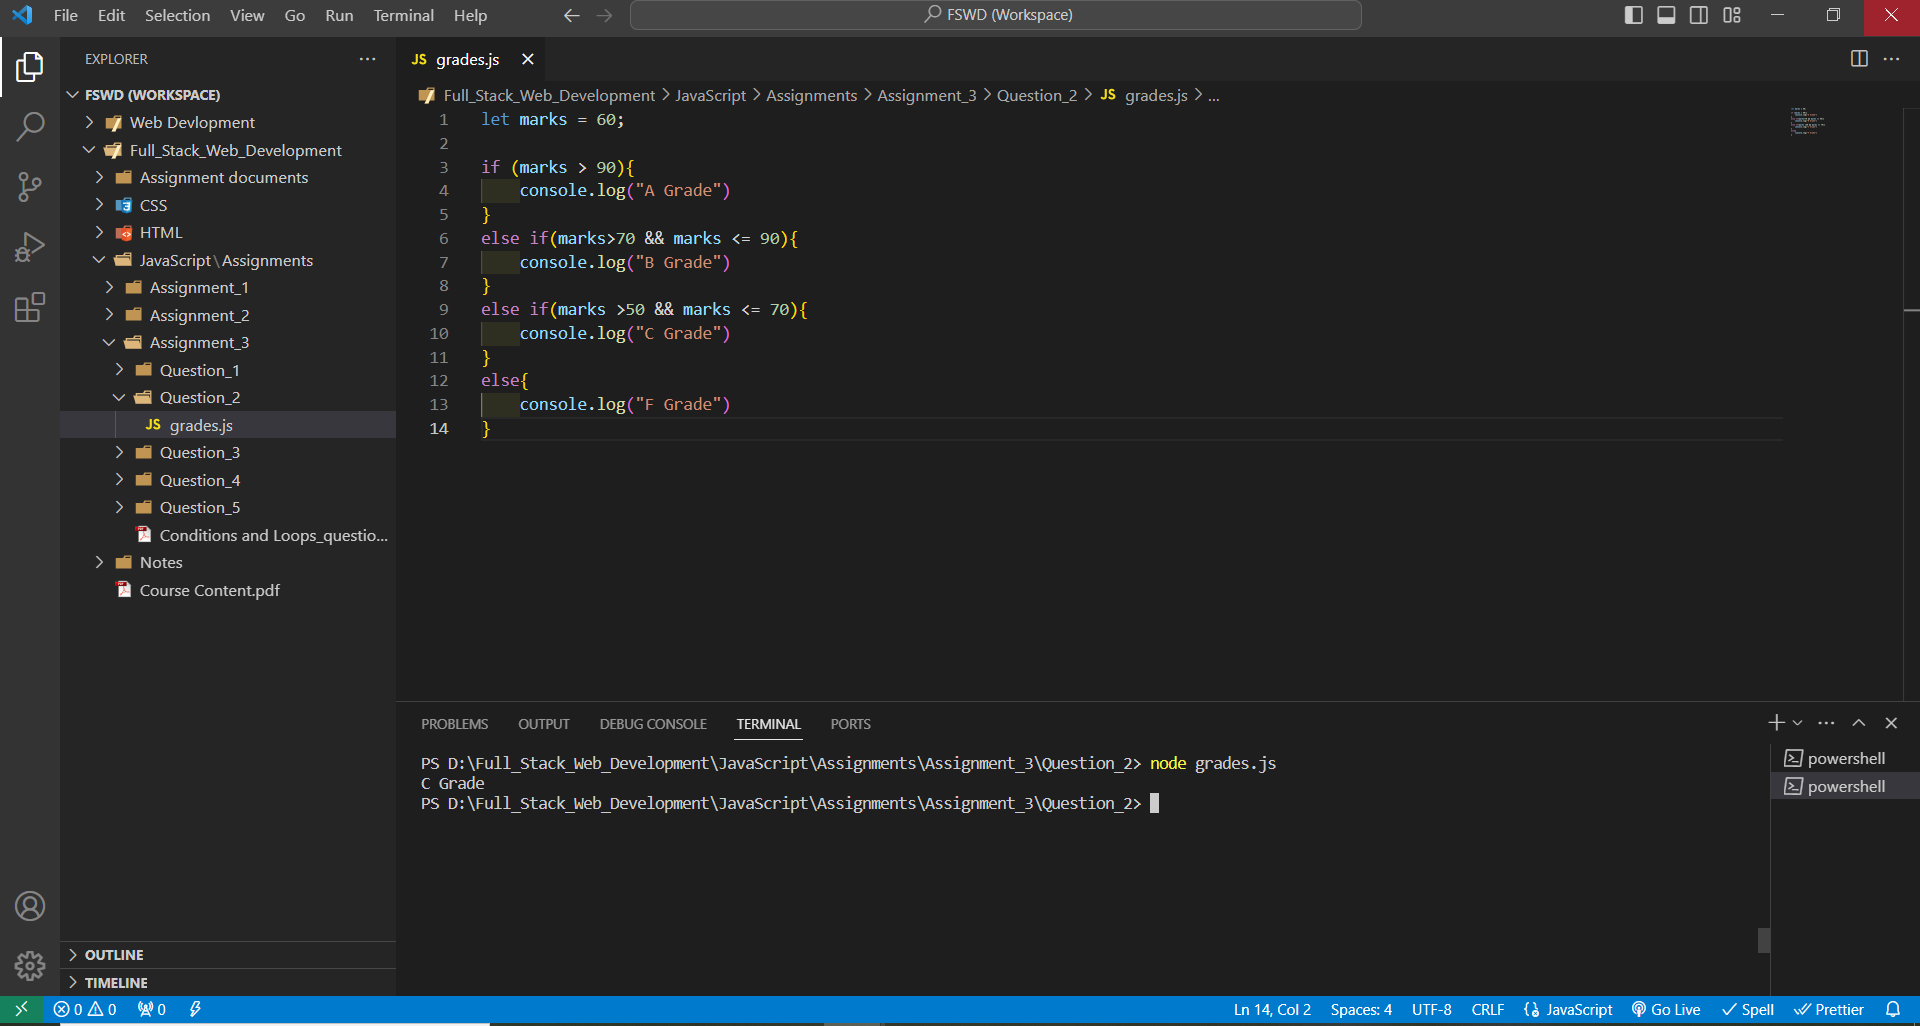 File Edit Selection View Go Run Terminal Help
FSWD (Workspace)
EXPLORER
FSWD (WORKSPACE)
Web Devlopment
Full_Stack_Web_Development
Assignment documents
CSS
HTML
JavaScript\Assignments
Assignment_1
Assignment_2
Assignment_3
Question_1
Question_2
JS grades.js
Question_3
Question_4
Question_5
Conditions and Loops_questio...
Notes
Course Content.pdf
OUTLINE
TIMELINE
JS grades.js
Full_Stack_Web_Development > JavaScript > Assignments > Assignment_3 > Question_2 > JS grades.js > ...
1 let marks = 60;
2
3 if (marks > 90){
4 console.log("A Grade")
5 }
6 else if(marks>70 && marks <= 90){
7 console.log("B Grade")
8 }
9 else if(marks >50 && marks <= 70){
10 console.log("C Grade")
11 }
12 else{
13 console.log("F Grade")
14 }
PROBLEMS OUTPUT DEBUG CONSOLE TERMINAL PORTS
PS D:\Full_Stack_Web_Development\JavaScript\Assignments\Assignment_3\Question_2> node grades.js
C Grade
PS D:\Full_Stack_Web_Development\JavaScript\Assignments\Assignment_3\Question_2>
powershell
powershell
0 0 0 Ln 14, Col 2 Spaces: 4 UTF-8 CRLF JavaScript Go Live Spell Prettier